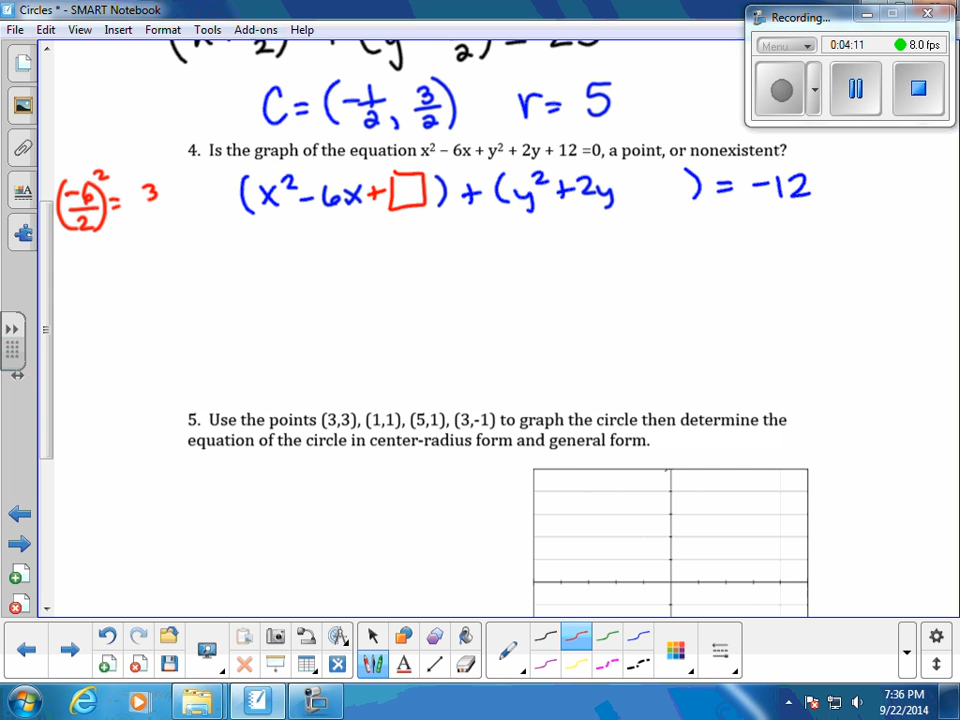 Circles * - SMART Notebook
File Edit View Insert Format Tools Add-ons Help
Recording...
Menu 0:04:11 8.0 fps
C = (-1/2, 3/2) r = 5
4. Is the graph of the equation x² – 6x + y² + 2y + 12 =0, a point, or nonexistent?
(-6/2)² = 3 (x² - 6x + □) + (y² + 2y ) = -12
5. Use the points (3,3), (1,1), (5,1), (3,-1) to graph the circle then determine the
equation of the circle in center-radius form and general form.
7:36 PM
9/22/2014